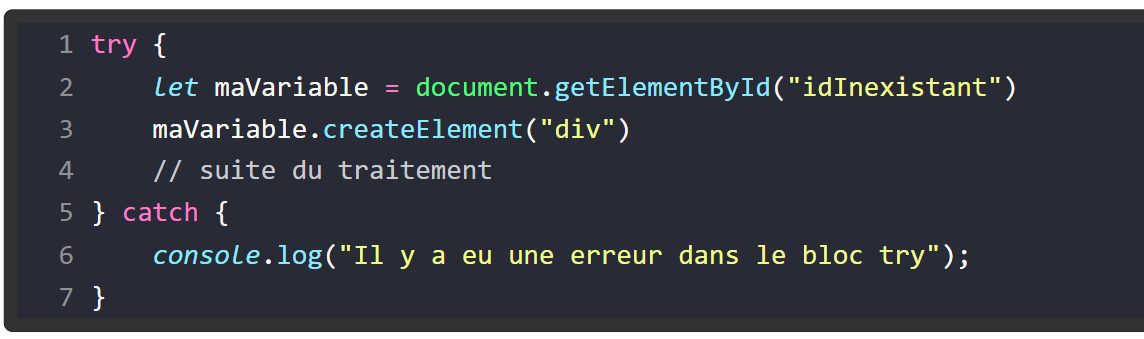 1 try {
2     let maVariable = document.getElementById("idInexistant")
3     maVariable.createElement("div")
4     // suite du traitement
5 } catch {
6     console.log("Il y a eu une erreur dans le bloc try");
7 }